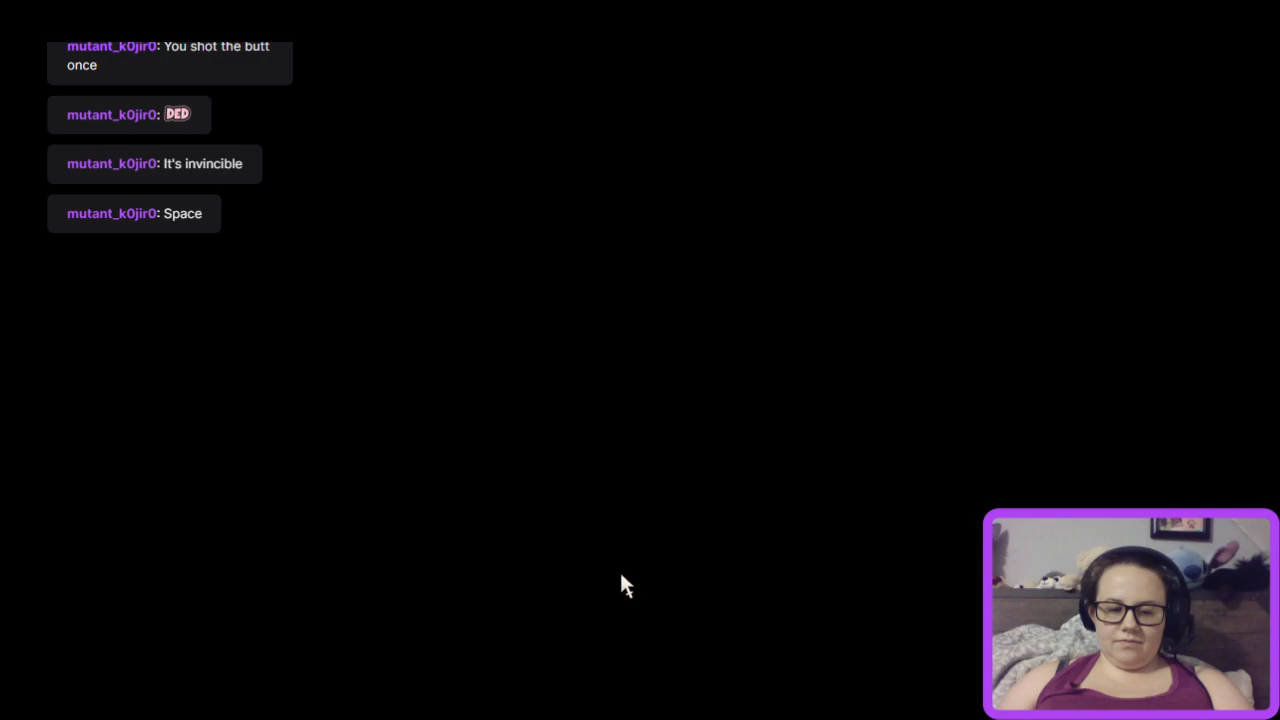 mutant_k0jir0: You shot the butt
once
mutant_k0jir0: DED
mutant_k0jir0: It's invincible
mutant_k0jir0: Space